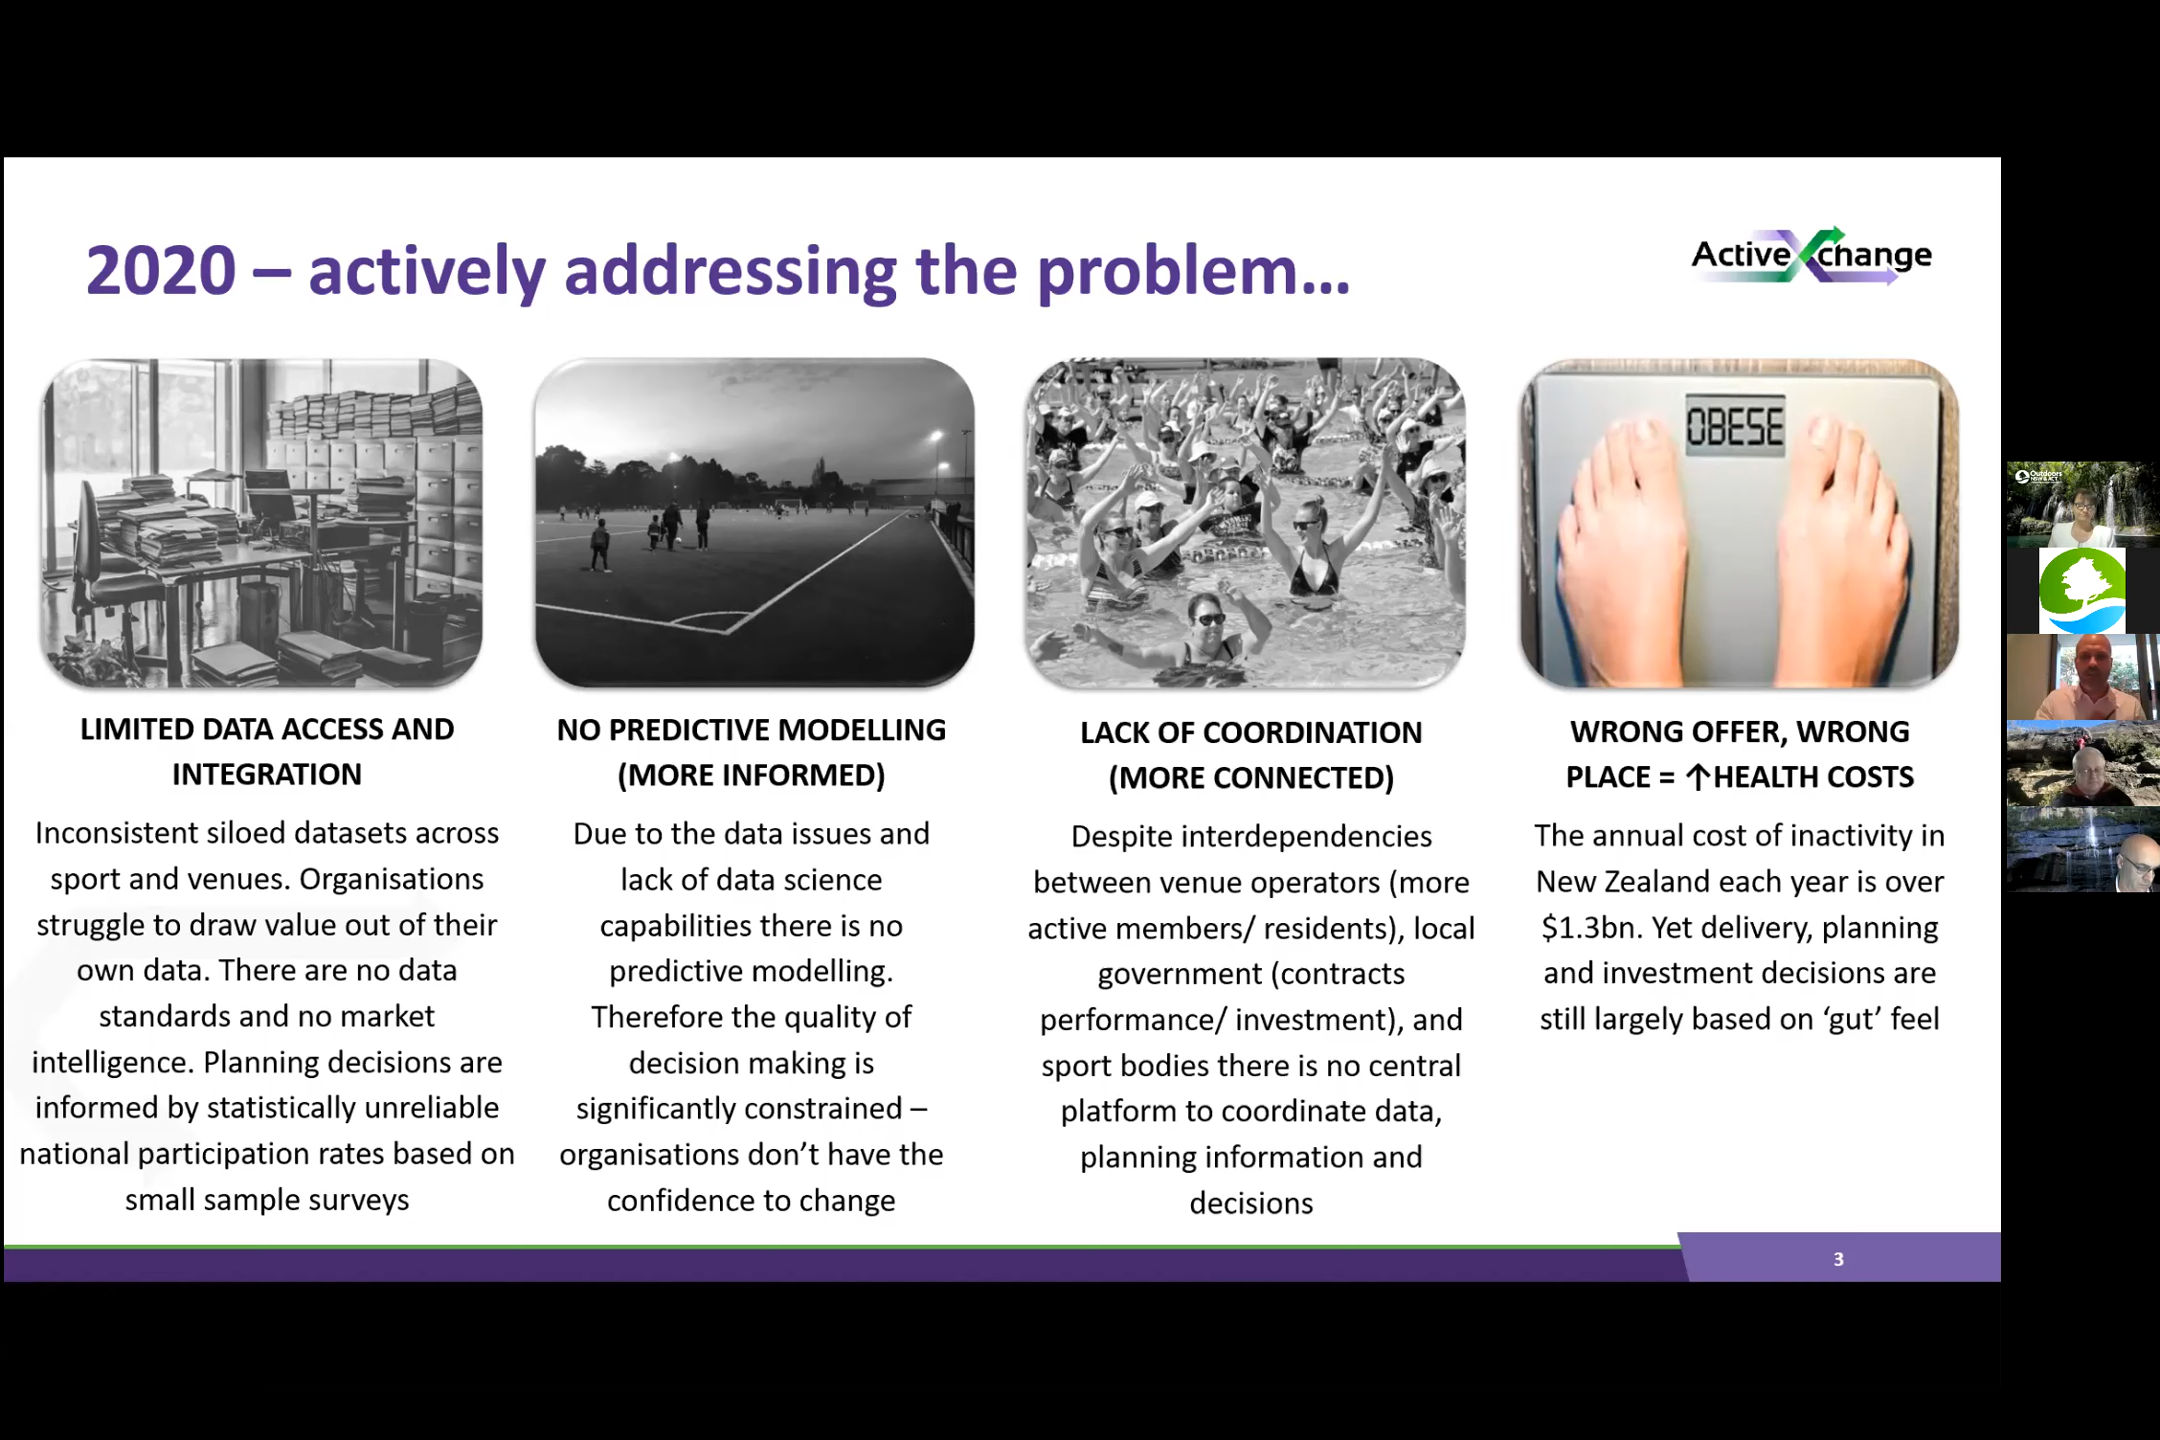 2020 – actively addressing the problem...
ActiveXchange
OBESE
LIMITED DATA ACCESS AND
INTEGRATION
Inconsistent siloed datasets across
sport and venues. Organisations
struggle to draw value out of their
own data. There are no data
standards and no market
intelligence. Planning decisions are
informed by statistically unreliable
national participation rates based on
small sample surveys
NO PREDICTIVE MODELLING
(MORE INFORMED)
Due to the data issues and
lack of data science
capabilities there is no
predictive modelling.
Therefore the quality of
decision making is
significantly constrained –
organisations don’t have the
confidence to change
LACK OF COORDINATION
(MORE CONNECTED)
Despite interdependencies
between venue operators (more
active members/ residents), local
government (contracts
performance/ investment), and
sport bodies there is no central
platform to coordinate data,
planning information and
decisions
WRONG OFFER, WRONG
PLACE = ↑HEALTH COSTS
The annual cost of inactivity in
New Zealand each year is over
$1.3bn. Yet delivery, planning
and investment decisions are
still largely based on ‘gut’ feel
3
Outdoors
NSW & ACT